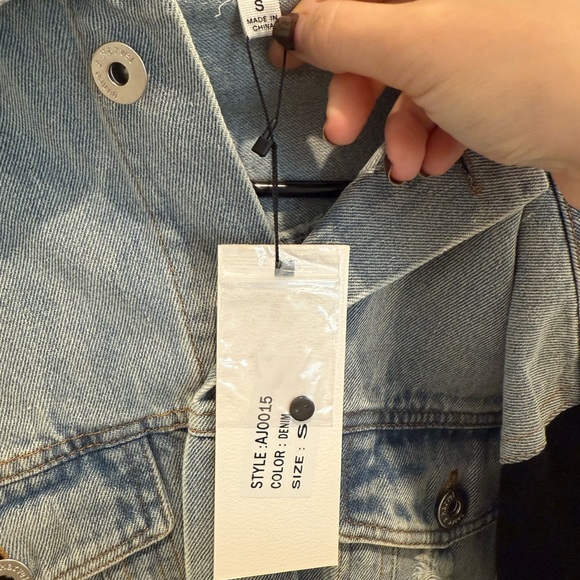 S
MADE IN
CHINA
STYLE :AJ0015
COLOR : DENIM
SIZE : S